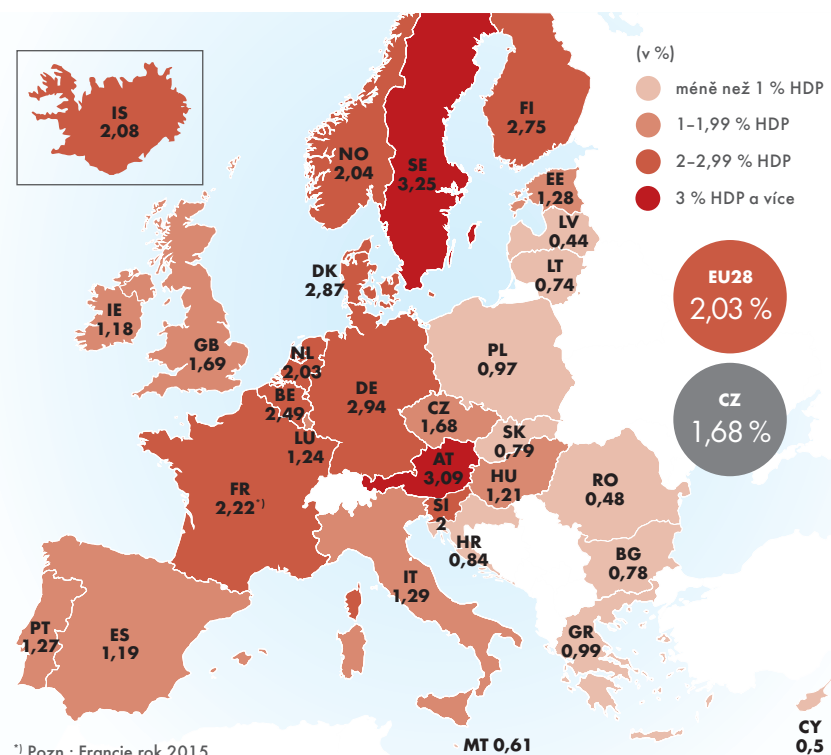 (v %)
méně než 1 % HDP
1–1,99 % HDP
2–2,99 % HDP
3 % HDP a více
EU28
2,03 %
CZ
1,68 %
IS
2,08
NO
2,04
SE
3,25
FI
2,75
EE
1,28
LV
0,44
LT
0,74
DK
2,87
IE
1,18
GB
1,69
NL
2,03
BE
2,49
LU
1,24
DE
2,94
PL
0,97
CZ
1,68
SK
0,79
AT
3,09
HU
1,21
SI
2
HR
0,84
RO
0,48
BG
0,78
FR
2,22*)
IT
1,29
PT
1,27
ES
1,19
GR
0,99
CY
0,5
MT 0,61
*) Pozn.: Francie rok 2015